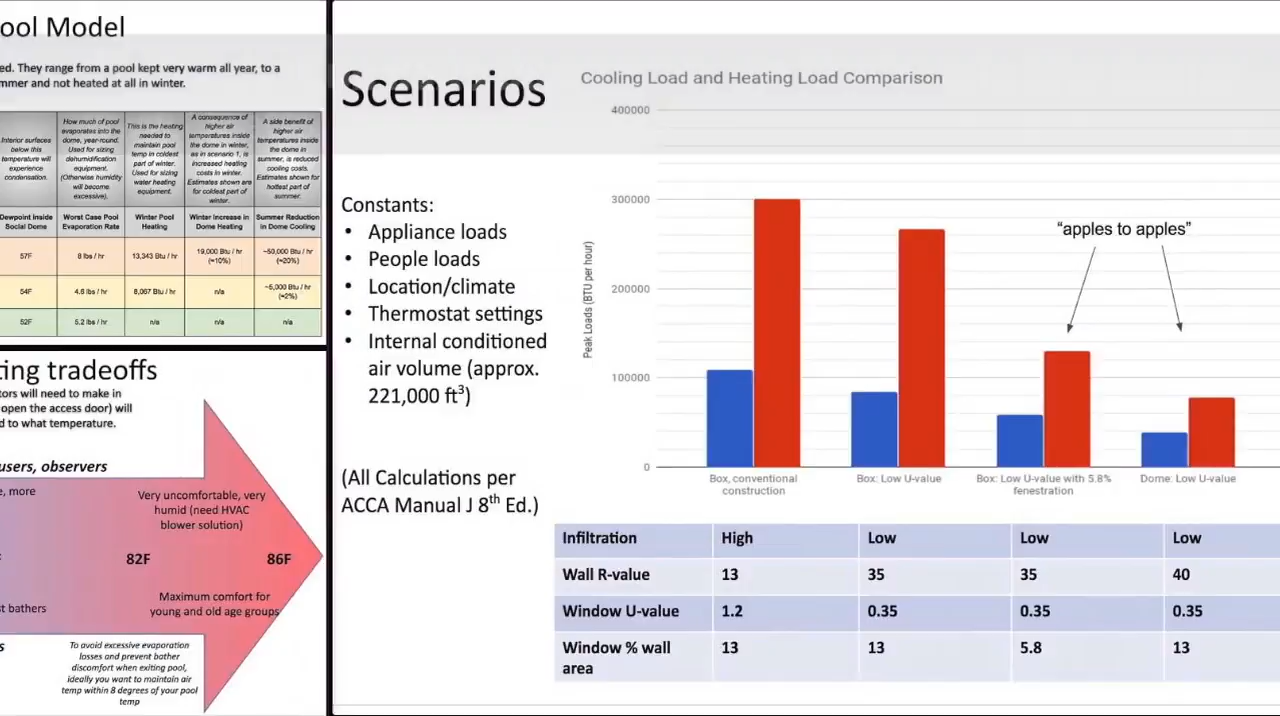 ool Model
ed. They range from a pool kept very warm all year, to a
mmer and not heated at all in winter.
Interior surfaces
below this
temperature will
experience
condensation.
How much of pool
evaporates into the
dome, year-round.
Used for sizing
dehumidification
equipment.
(Otherwise humidity
will become
excessive).
This is the heating
needed to
maintain pool
temp in coldest
part of winter.
Used for sizing
water heating
equipment.
A consequence of
higher air
temperatures inside
the dome in winter,
as in scenario 1, is
increased heating
costs in winter.
Estimates shown are
for coldest part of
winter.
A side benefit of
higher air
temperatures inside
the dome in
summer, is reduced
cooling costs.
Estimates shown for
hottest part of
summer.
Dewpoint Inside
Social Dome
Worst Case Pool
Evaporation Rate
Winter Pool
Heating
Winter Increase in
Dome Heating
Summer Reduction
in Dome Cooling
57F
8 lbs / hr
13,343 Btu / hr
19,000 Btu / hr
(≈10%)
~50,000 Btu / hr
(≈20%)
54F
4.6 lbs / hr
8,067 Btu / hr
n/a
~5,000 Btu / hr
(≈2%)
52F
5.2 lbs / hr
n/a
n/a
n/a
ing tradeoffs
tors will need to make in
open the access door) will
d to what temperature.
users, observers
e, more
Very uncomfortable, very
humid (need HVAC
blower solution)
82F
86F
t bathers
Maximum comfort for
young and old age groups
s
To avoid excessive evaporation
losses and prevent bather
discomfort when exiting pool,
ideally you want to maintain air
temp within 8 degrees of your pool
temp
Scenarios
Constants:
• Appliance loads
• People loads
• Location/climate
• Thermostat settings
• Internal conditioned
air volume (approx.
221,000 ft³)
(All Calculations per
ACCA Manual J 8th Ed.)
Cooling Load and Heating Load Comparison
Peak Loads (BTU per hour)
400000
300000
200000
100000
0
"apples to apples"
Box, conventional
construction
Box: Low U-value
Box: Low U-value with 5.8%
fenestration
Dome: Low U-value
Infiltration High Low Low Low
Wall R-value 13 35 35 40
Window U-value 1.2 0.35 0.35 0.35
Window % wall
area 13 13 5.8 13